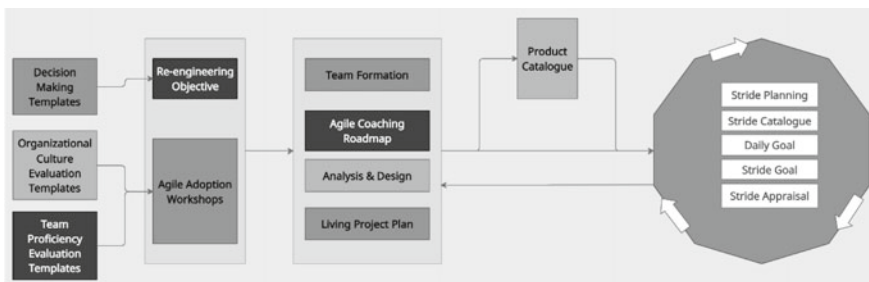 Decision
Making
Templates
Organizational
Culture
Evaluation
Templates
Team
Proficiency
Evaluation
Templates
Re-engineering
Objective
Agile Adoption
Workshops
Team Formation
Agile Coaching
Roadmap
Analysis & Design
Living Project Plan
Product
Catalogue
Stride Planning
Stride Catalogue
Daily Goal
Stride Goal
Stride Appraisal